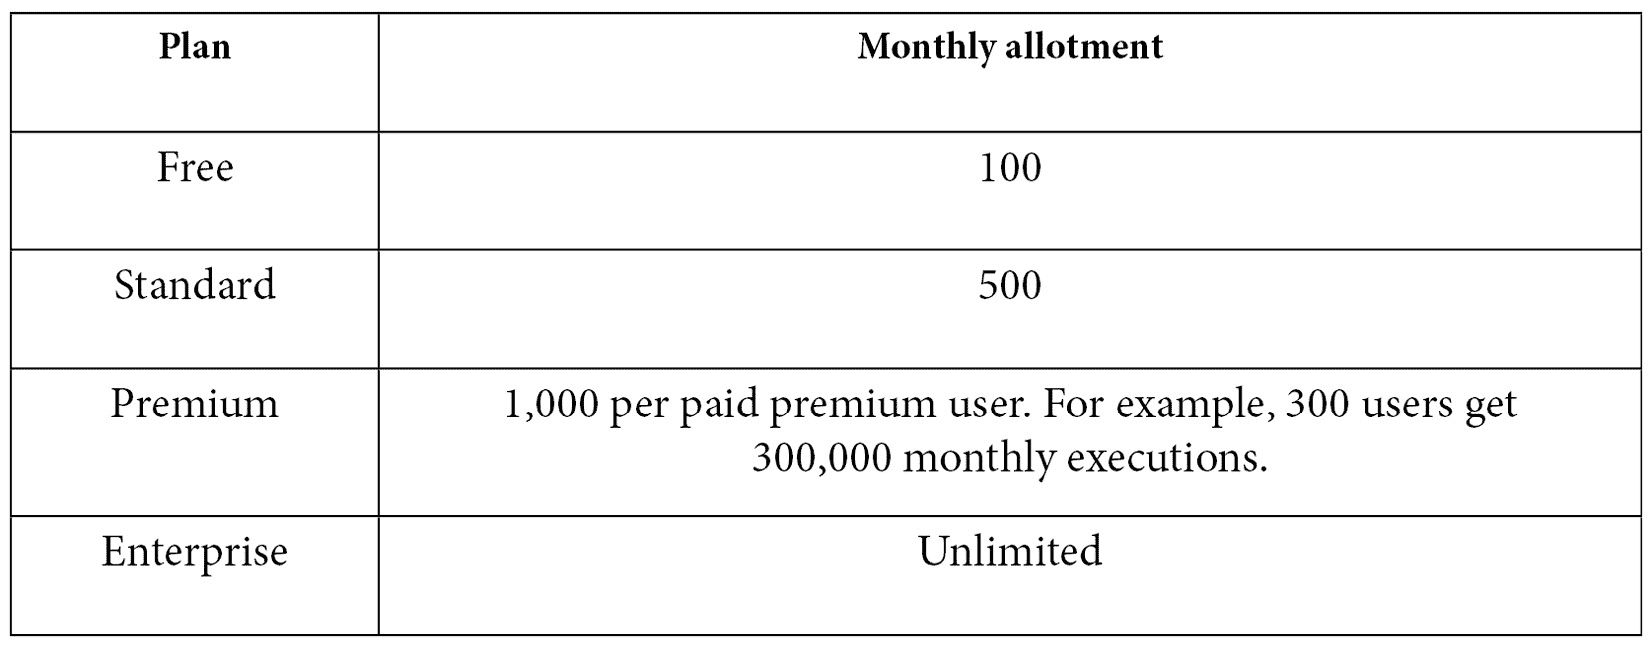 Plan
Monthly allotment
Free
100
Standard
500
Premium
1,000 per paid premium user. For example, 300 users get
300,000 monthly executions.
Enterprise
Unlimited